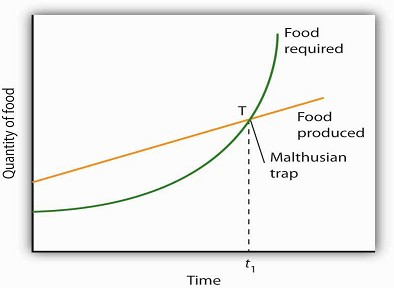 Food
required
T
Food
produced
Malthusian
trap
Quantity of food
t1
Time